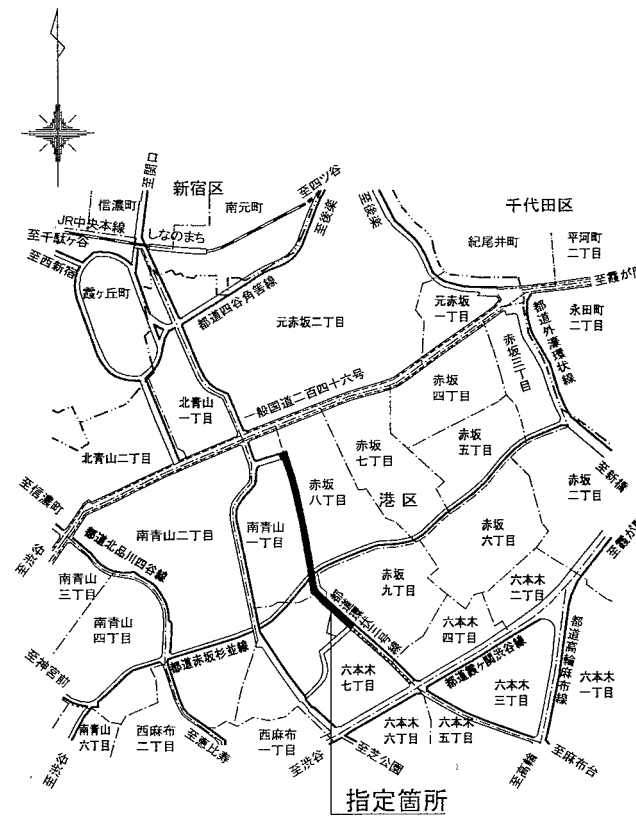 至関口
新宿区
至四ツ谷
信濃町
南元町
至後楽
至後楽
千代田区
JR中央本線
しなのまち
至千駄ケ谷
至西新宿
紀尾井町
平河町
二丁目
霞ヶ丘町
都道四谷角筈線
元赤坂二丁目
元赤坂
一丁目
都道外濠環状線
永田町
二丁目
赤坂三丁目
一般国道二百四十六号
北青山
一丁目
赤坂
四丁目
北青山二丁目
赤坂
七丁目
赤坂
五丁目
至新橋
至信濃町
赤坂
八丁目
港区
赤坂
二丁目
南青山二丁目
南青山
一丁目
赤坂
六丁目
都道北品川四谷線
至渋谷
南青山
三丁目
赤坂
九丁目
都道環状三号線
六本木
二丁目
南青山
四丁目
六本木
四丁目
都道高輪麻布線
至神宮前
都道赤坂杉並線
六本木
七丁目
都道霞ヶ関渋谷線
六本木
三丁目
六本木
一丁目
南青山
六丁目
至渋谷
西麻布
二丁目
至恵比寿
西麻布
一丁目
至渋谷
至芝公園
六本木
六丁目
六本木
五丁目
至高輪
至麻布台
指定箇所